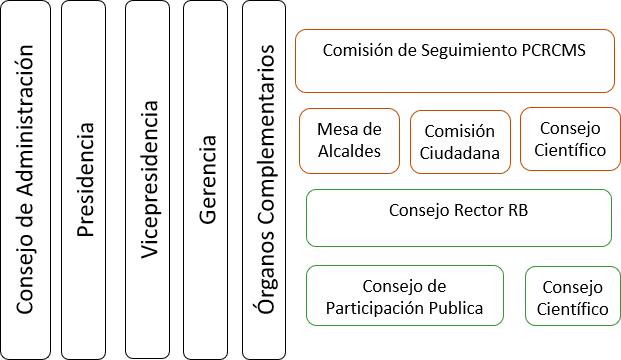 Consejo de Administración
Presidencia
Vicepresidencia
Gerencia
Órganos Complementarios
Comisión de Seguimiento PCRCMS
Mesa de
Alcaldes
Comisión
Ciudadana
Consejo
Científico
Consejo Rector RB
Consejo de
Participación Publica
Consejo
Científico